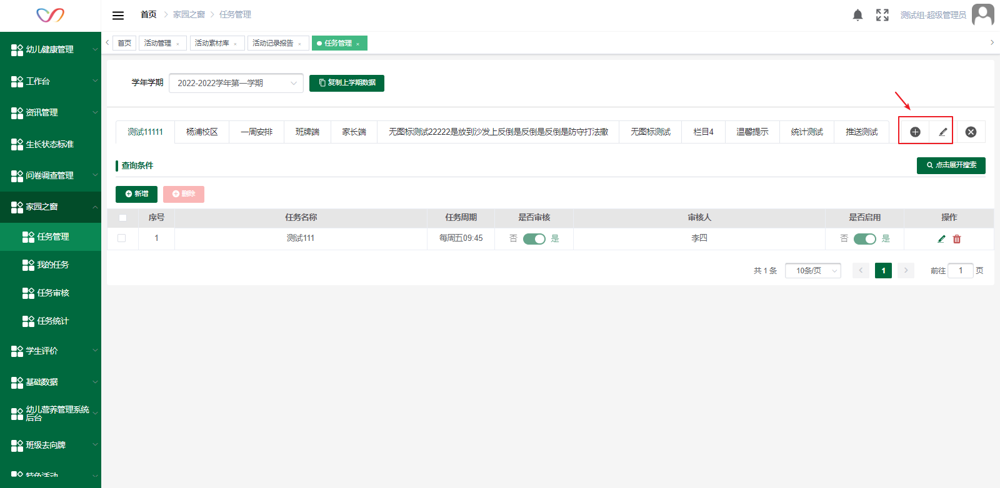 首页 家园之窗 任务管理
测试组-超级管理员
首页 活动管理 × 活动素材库 × 活动记录报告 × 任务管理 ×
幼儿健康管理
工作台
资讯管理
生长状态标准
问卷调查管理
家园之窗
任务管理
我的任务
任务审核
任务统计
学生评价
基础数据
幼儿营养管理系统
后台
班级去向牌
特色活动
学年学期 2022-2022学年第一学期 复制上学期数据
测试11111 杨浦校区 一周安排 班牌端 家长端 无图标测试22222是放到沙发上反倒是反倒是反倒是防守打法撒 无图标测试 栏目4 温馨提示 统计测试 推送测试
查询条件 点击展开搜索
新增 删除
序号 任务名称 任务周期 是否审核 审核人 是否启用 操作
1 测试111 每周五09:45 否 是 李四 否 是
共 1 条 10条/页 1 前往 1 页